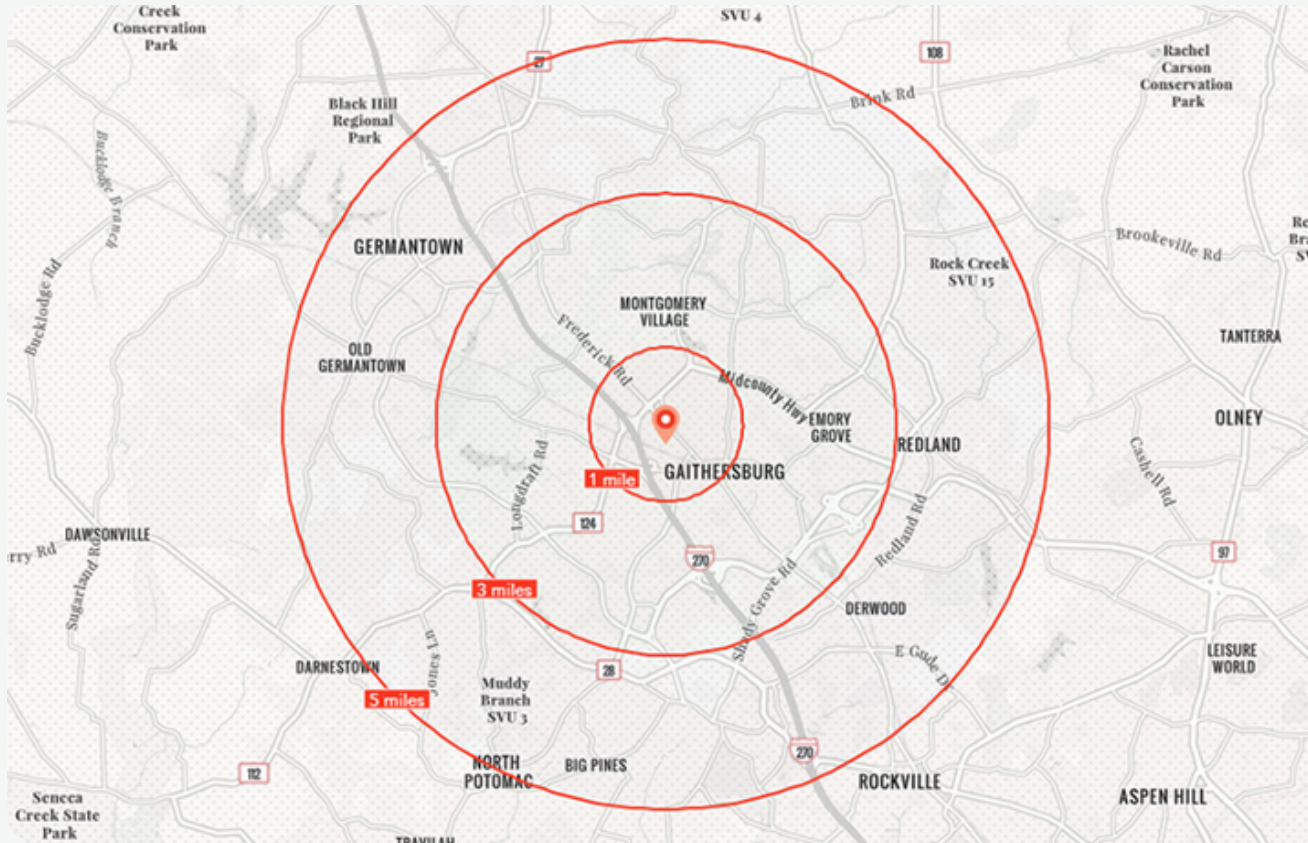 Creek
Conservation
Park
SVU 4
27
108
Rachel
Carson
Conservation
Park
Black Hill
Regional
Park
Brink Rd
Bucklodge Branch
GERMANTOWN
Brookeville Rd
Rock Creek
SVU 15
Bucklodge Rd
MONTGOMERY
VILLAGE
Frederick Rd
OLD
GERMANTOWN
TANTERRA
Midcounty Hwy
EMORY
GROVE
OLNEY
REDLAND
Longdraft Rd
1 mile
GAITHERSBURG
Cashell Rd
124
DAWSONVILLE
rry Rd
Sugarland Rd
270
97
Redland Rd
3 miles
Shady Grove Rd
DERWOOD
Jones Ln
E Gude Dr
LEISURE
WORLD
DARNESTOWN
28
5 miles
Muddy
Branch
SVU 3
270
NORTH
POTOMAC
BIG PINES
112
ROCKVILLE
ASPEN HILL
Seneca
Creek State
Park
TRAVILAH